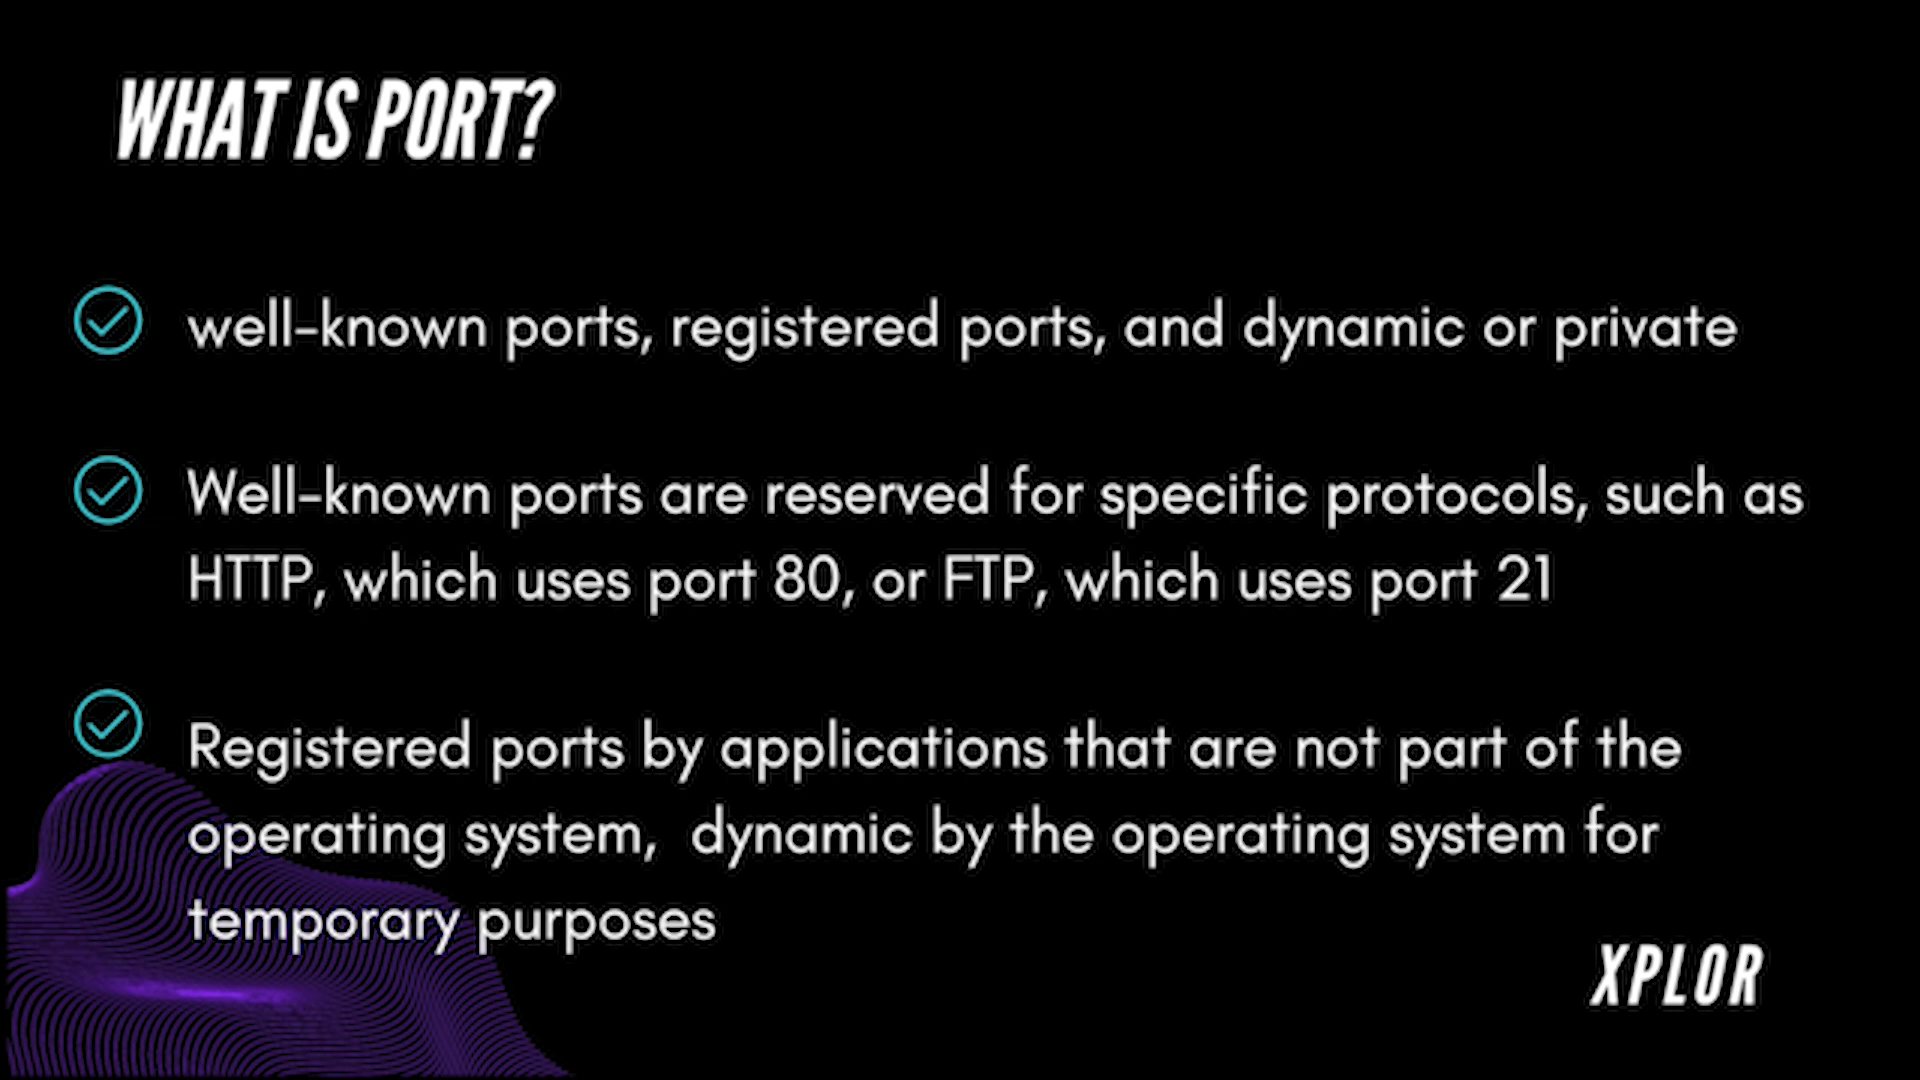 WHAT IS PORT?
well-known ports, registered ports, and dynamic or private
Well-known ports are reserved for specific protocols, such as
HTTP, which uses port 80, or FTP, which uses port 21
Registered ports by applications that are not part of the
operating system,  dynamic by the operating system for
temporary purposes
XPLOR